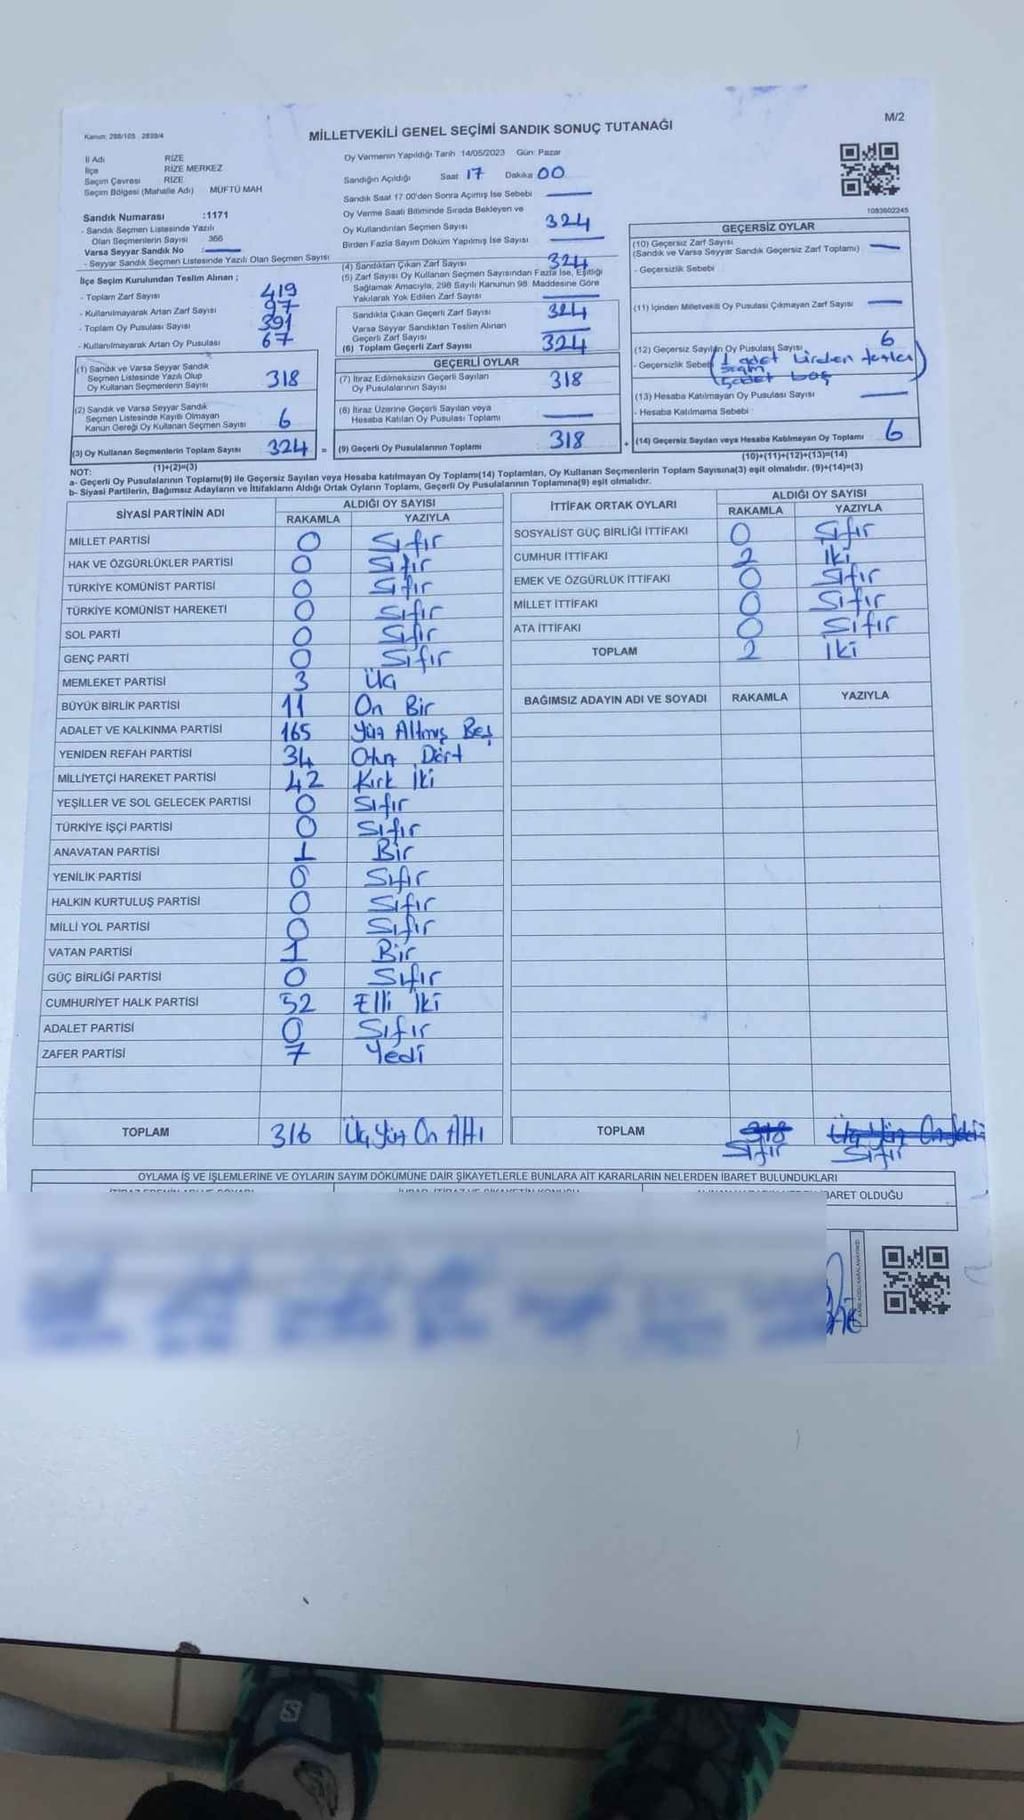 Kanun: 298/105 2839/4
M/2
MİLLETVEKİLİ GENEL SEÇİMİ SANDIK SONUÇ TUTANAĞI
İl Adı RİZE
İlçe RİZE MERKEZ
Seçim Çevresi RİZE
Seçim Bölgesi (Mahalle Adı) MÜFTÜ MAH
Sandık Numarası :1171
- Sandık Seçmen Listesinde Yazılı
Olan Seçmenlerin Sayısı 366
Varsa Seyyar Sandık No :
- Seyyar Sandık Seçmen Listesinde Yazılı Olan Seçmen Sayısı
İlçe Seçim Kurulundan Teslim Alınan ;
- Toplam Zarf Sayısı 419
- Kullanılmayarak Artan Zarf Sayısı 97
- Toplam Oy Pusulası Sayısı 391
- Kullanılmayarak Artan Oy Pusulası 67
(1) Sandık ve Varsa Seyyar Sandık
Seçmen Listesinde Yazılı Olup
Oy Kullanan Seçmenlerin Sayısı 318
(2) Sandık ve Varsa Seyyar Sandık
Seçmen Listesinde Kayıtlı Olmayan
Kanun Gereği Oy Kullanan Seçmen Sayısı 6
(3) Oy Kullanan Seçmenlerin Toplam Sayısı 324 =
(1)+(2)=(3)
Oy Vermenin Yapıldığı Tarih 14/05/2023 Gün: Pazar
Sandığın Açıldığı Saat 17 Dakika 00
Sandık Saat 17 00'den Sonra Açımış İse Sebebi
Oy Verme Saati Bitiminde Sırada Bekleyen ve
Oy Kullandırılan Seçmen Sayısı 324
Birden Fazla Sayım Döküm Yapılmış İse Sayısı
(4) Sandıktan Çıkan Zarf Sayısı 324
(5) Zarf Sayısı Oy Kullanan Seçmen Sayısından Fazla İse, Eşitliği
Sağlamak Amacıyla, 298 Sayılı Kanunun 98. Maddesine Göre
Yakılarak Yok Edilen Zarf Sayısı
Sandıkta Çıkan Geçerli Zarf Sayısı 324
Varsa Seyyar Sandıktan Teslim Alınan
Geçerli Zarf Sayısı
(6) Toplam Geçerli Zarf Sayısı 324
GEÇERLİ OYLAR
(7) İtiraz Edilmeksizin Geçerli Sayılan
Oy Pusulalarının Sayısı 318
(8) İtiraz Üzerine Geçerli Sayılan veya
Hesaba Katılan Oy Pusulası Toplamı
(9) Geçerli Oy Pusulalarının Toplamı 318 +
1083602245
GEÇERSİZ OYLAR
(10) Geçersiz Zarf Sayısı
(Sandık ve Varsa Seyyar Sandık Geçersiz Zarf Toplamı)
- Geçersizlik Sebebi
(11) İçinden Milletvekili Oy Pusulası Çıkmayan Zarf Sayısı
(12) Geçersiz Sayılan Oy Pusulası Sayısı 6
- Geçersizlik Sebebi (1 adet birden fazla
5 adet boş)
(13) Hesaba Katılmayan Oy Pusulası Sayısı
- Hesaba Katılmama Sebebi
(14) Geçersiz Sayılan veya Hesaba Katılmayan Oy Toplamı 6
(10)+(11)+(12)+(13)=(14)
NOT:
a- Geçerli Oy Pusulalarının Toplamı(9) ile Geçersiz Sayılan veya Hesaba katılmayan Oy Toplamı(14) Toplamları, Oy Kullanan Seçmenlerin Toplam Sayısına(3) eşit olmalıdır. (9)+(14)=(3)
b- Siyasi Partilerin, Bağımsız Adayların ve İttifakların Aldığı Ortak Oyların Toplamı, Geçerli Oy Pusulalarının Toplamına(9) eşit olmalıdır.
SİYASİ PARTİNİN ADI ALDIĞI OY SAYISI
RAKAMLA YAZIYLA
MİLLET PARTİSİ 0 Sıfır
HAK VE ÖZGÜRLÜKLER PARTİSİ 0 Sıfır
TÜRKİYE KOMÜNİST PARTİSİ 0 Sıfır
TÜRKİYE KOMÜNİST HAREKETİ 0 Sıfır
SOL PARTİ 0 Sıfır
GENÇ PARTİ 0 Sıfır
MEMLEKET PARTİSİ 3 Üç
BÜYÜK BİRLİK PARTİSİ 11 On Bir
ADALET VE KALKINMA PARTİSİ 165 Yüz Altmış Beş
YENİDEN REFAH PARTİSİ 34 Otuz Dört
MİLLİYETÇİ HAREKET PARTİSİ 42 Kırk İki
YEŞİLLER VE SOL GELECEK PARTİSİ 0 Sıfır
TÜRKİYE İŞÇİ PARTİSİ 0 Sıfır
ANAVATAN PARTİSİ 1 Bir
YENİLİK PARTİSİ 0 Sıfır
HALKIN KURTULUŞ PARTİSİ 0 Sıfır
MİLLİ YOL PARTİSİ 0 Sıfır
VATAN PARTİSİ 1 Bir
GÜÇ BİRLİĞİ PARTİSİ 0 Sıfır
CUMHURİYET HALK PARTİSİ 52 Elli İki
ADALET PARTİSİ 0 Sıfır
ZAFER PARTİSİ 7 Yedi
TOPLAM 316 Üç Yüz On Altı
İTTİFAK ORTAK OYLARI ALDIĞI OY SAYISI
RAKAMLA YAZIYLA
SOSYALİST GÜÇ BİRLİĞİ İTTİFAKI 0 Sıfır
CUMHUR İTTİFAKI 2 İki
EMEK VE ÖZGÜRLÜK İTTİFAKI 0 Sıfır
MİLLET İTTİFAKI 0 Sıfır
ATA İTTİFAKI 0 Sıfır
TOPLAM 2 İki
BAĞIMSIZ ADAYIN ADI VE SOYADI RAKAMLA YAZIYLA
TOPLAM 318 Üç Yüz On Sekiz
Sıfır Sıfır
OYLAMA İŞ VE İŞLEMLERİNE VE OYLARIN SAYIM DÖKÜMÜNE DAİR ŞİKAYETLERLE BUNLARA AİT KARARLARIN NELERDEN İBARET BULUNDUKLARI
BARET OLDUĞU